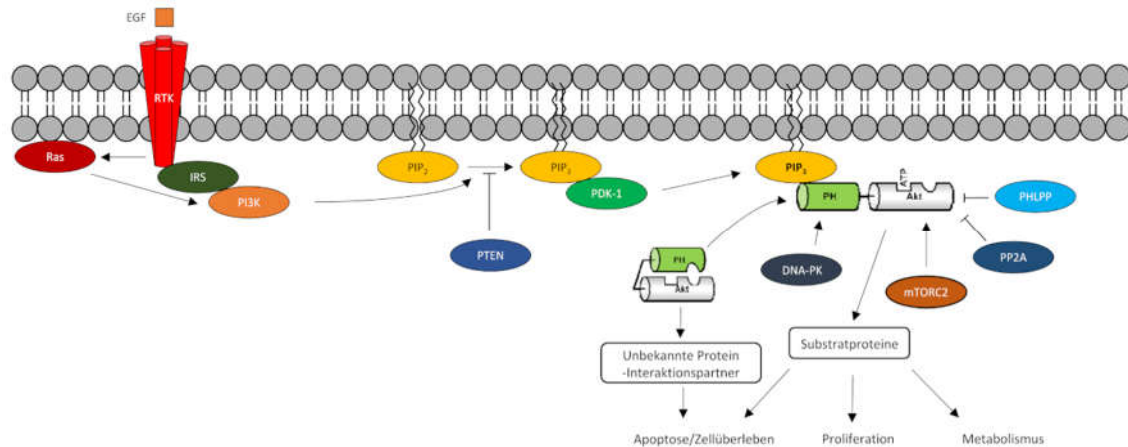 EGF
RTK
Ras
IRS
PI3K
PIP2
PIP3
PDK-1
PIP3
PTEN
PH
Akt
PH
ATP
Akt
PHLPP
PP2A
DNA-PK
mTORC2
Unbekannte Protein
-Interaktionspartner
Substratproteine
Apoptose/Zellüberleben
Proliferation
Metabolismus